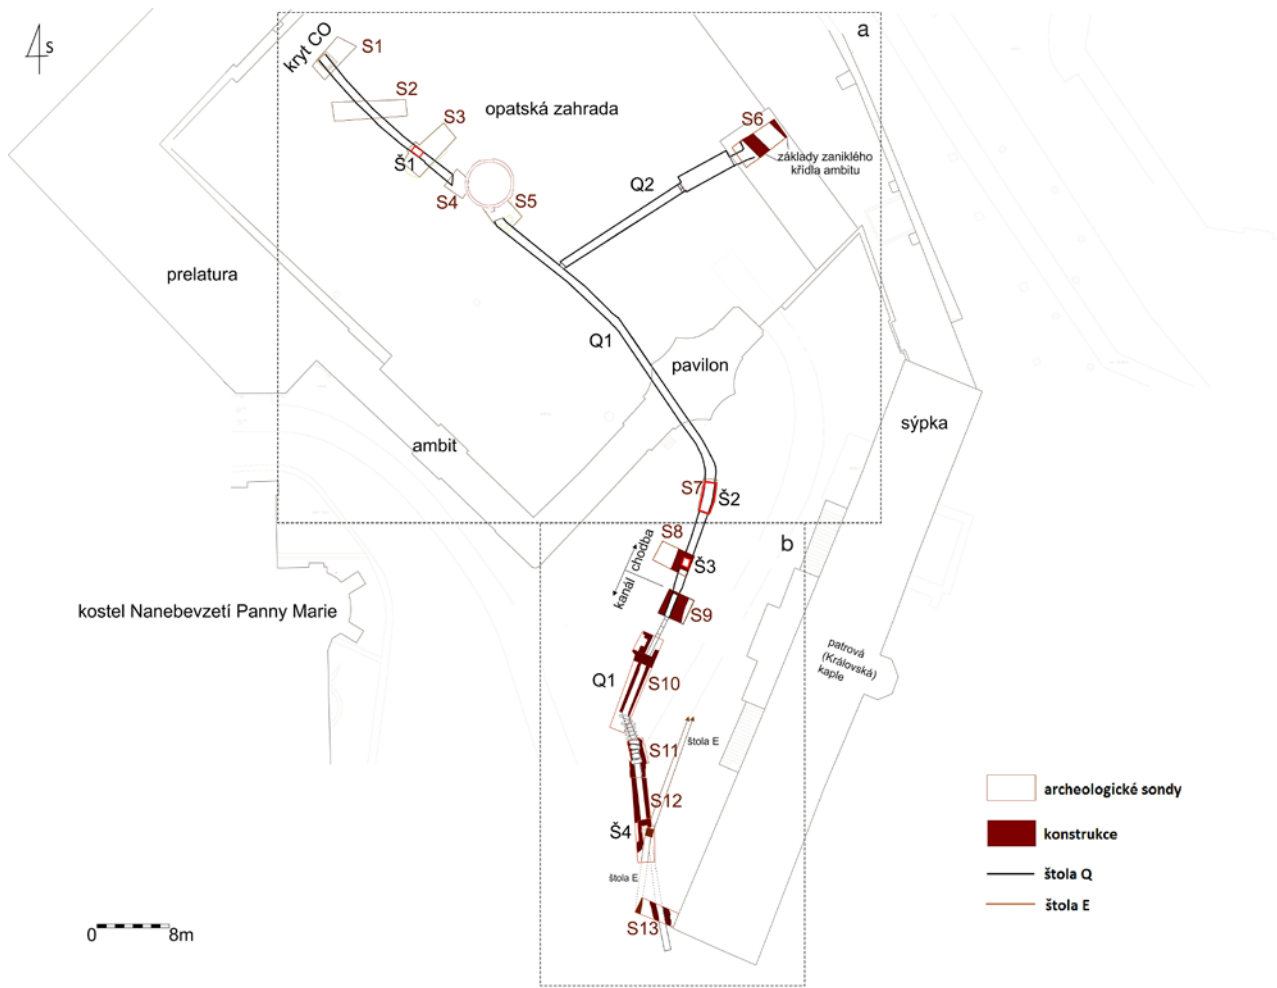 S
a
kryt CO
S1
S2
opatská zahrada
S3
S6
Š1
základy zaniklého
křídla ambitu
S4
S5
Q2
prelatura
Q1
pavilon
sýpka
ambit
S7
Š2
b
S8
chodba
kanál
Š3
kostel Nanebevzetí Panny Marie
S9
patrová
(Královská)
kaple
Q1
S10
štola E
S11
S12
Š4
štola E
S13
archeologické sondy
konstrukce
štola Q
štola E
0
8m